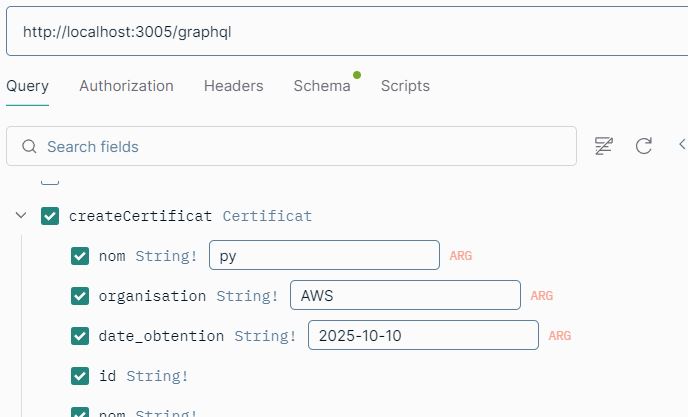 http://localhost:3005/graphql
Query Authorization Headers Schema Scripts
Search fields
createCertificat Certificat
nom String! py ARG
organisation String! AWS ARG
date_obtention String! 2025-10-10 ARG
id String!
nom String!